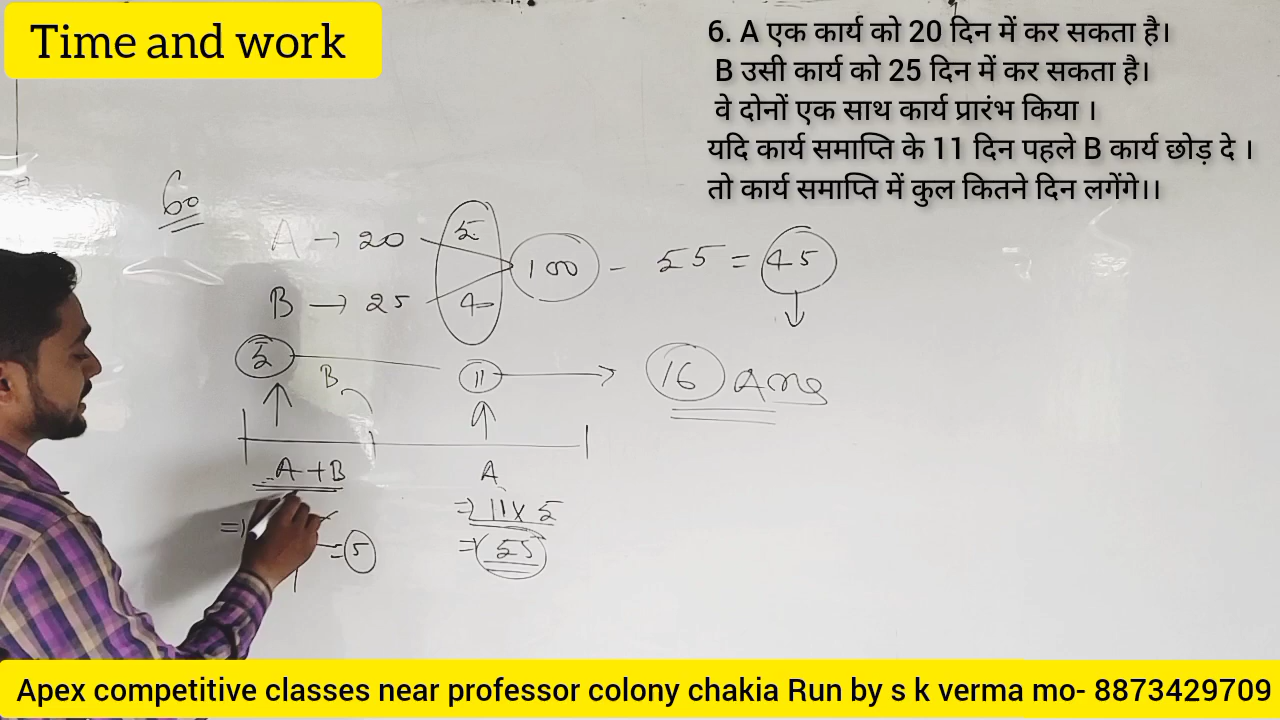 Time and work
6. A एक कार्य को 20 दिन में कर सकता है।
B उसी कार्य को 25 दिन में कर सकता है।
वे दोनों एक साथ कार्य प्रारंभ किया ।
यदि कार्य समाप्ति के 11 दिन पहले B कार्य छोड़ दे ।
तो कार्य समाप्ति में कुल कितने दिन लगेंगे।।
A → 20 5
100 - 55 = 45
B → 25 4
5 B 11 → 16 Ans
A + B A
⇒ 11 x 5
= 5 ⇒ 55
Apex competitive classes near professor colony chakia Run by s k verma mo- 8873429709